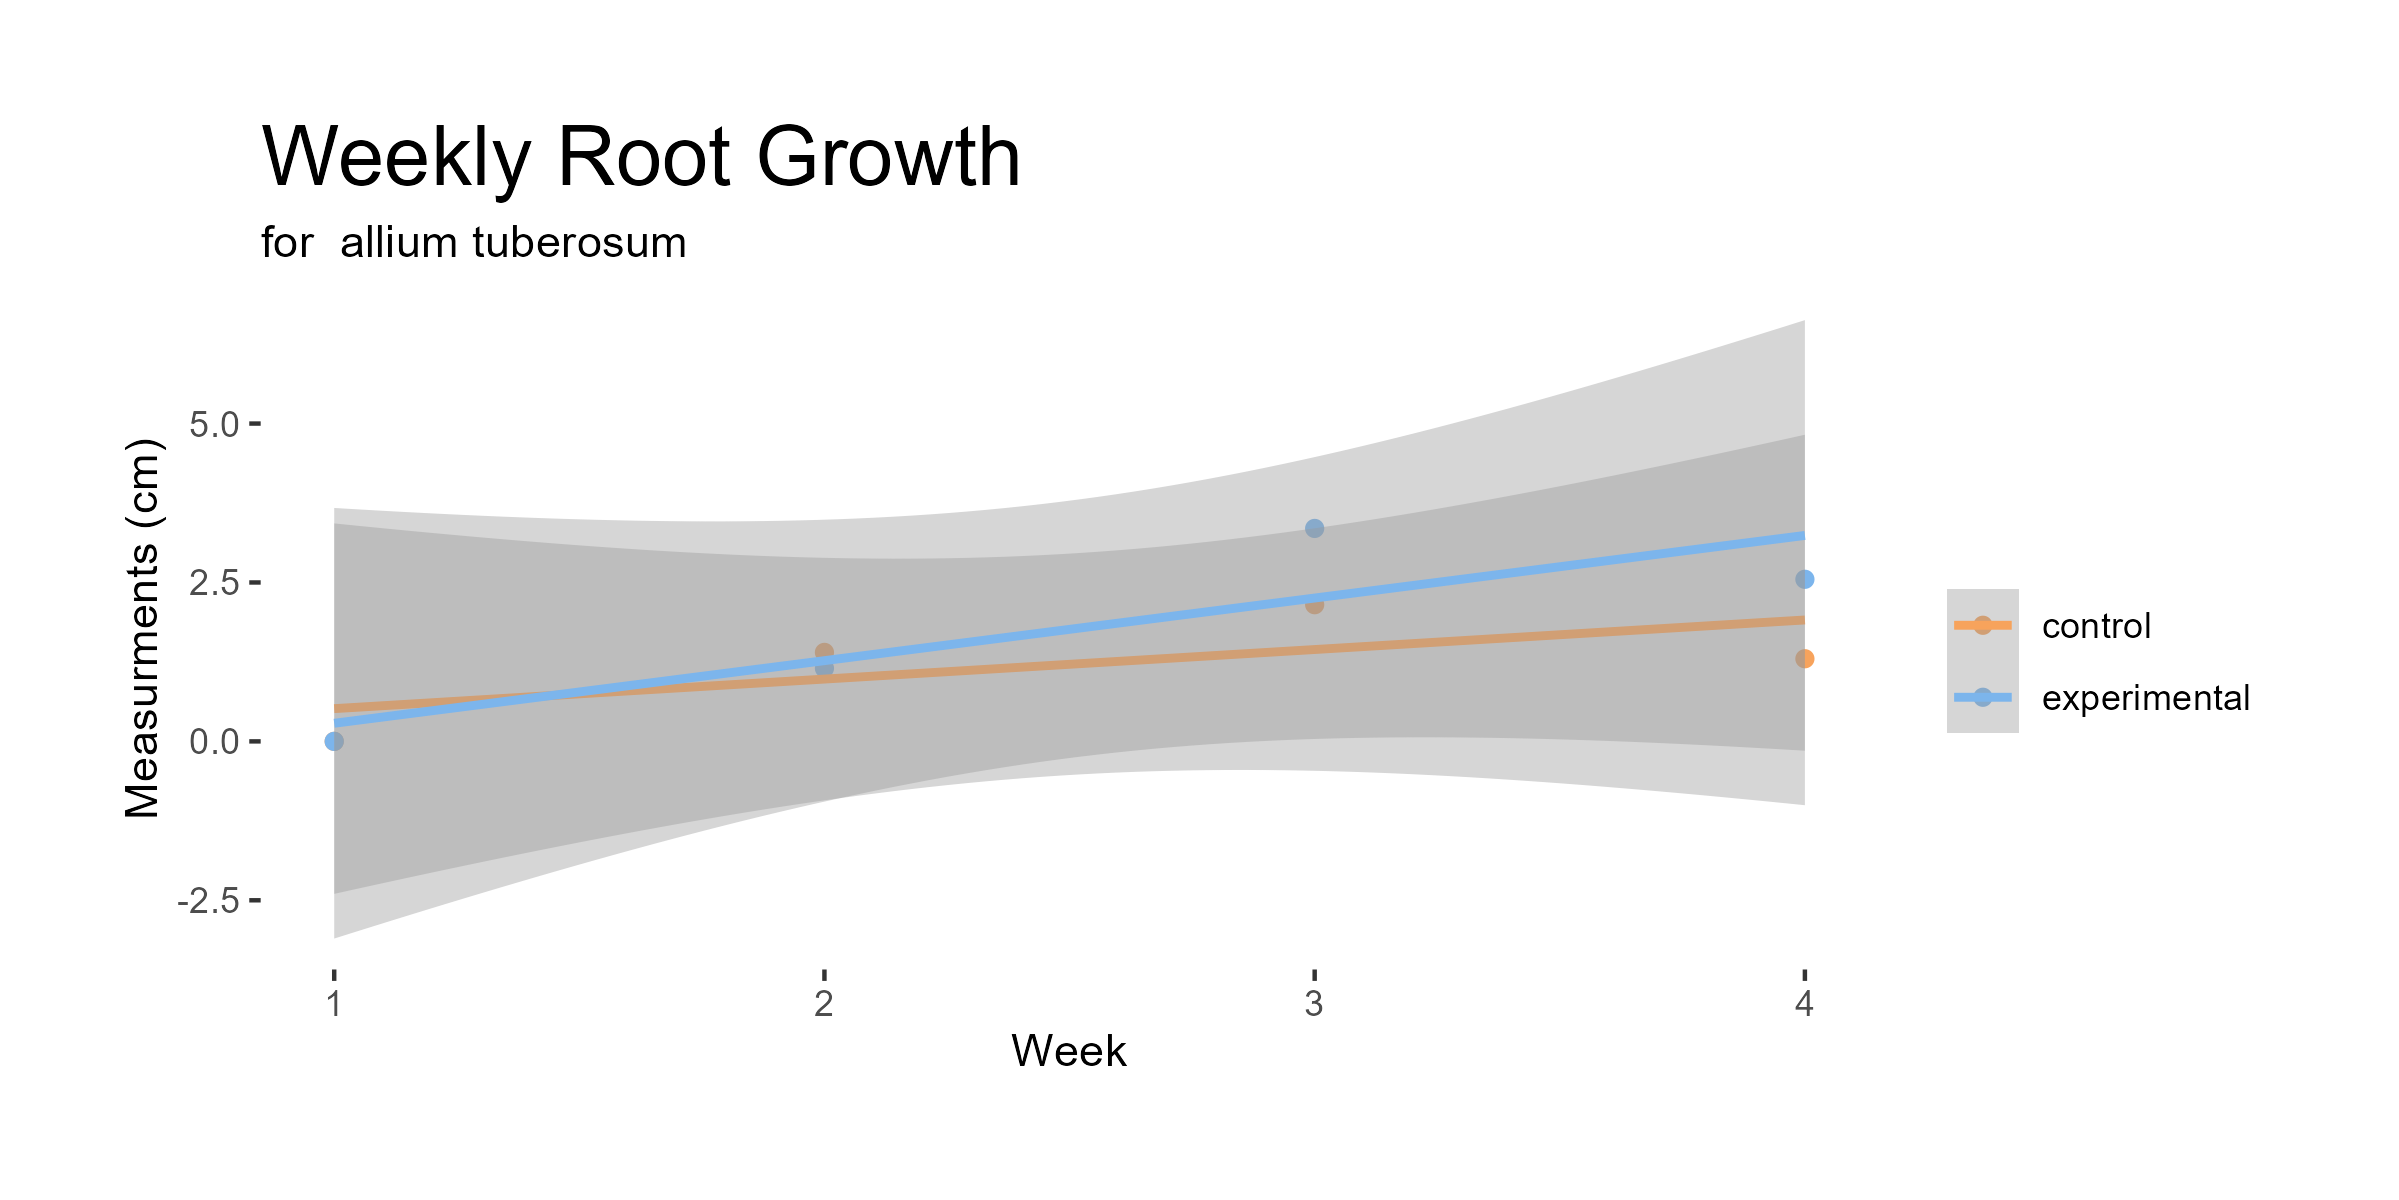 Weekly Root Growth
for  allium tuberosum
Measurments (cm)
5.0
2.5
0.0
-2.5
1 2 3 4
Week
control
experimental